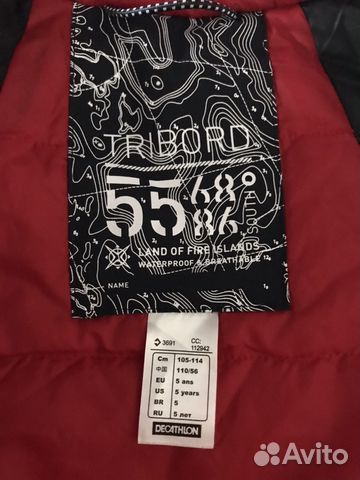 TRIBORD
55 68°
86 SOUTH
LAND OF FIRE ISLANDS
WATERPROOF & BREATHABLE
NAME
3691 CC: 112942
Cm 105-114
中国 110/56
EU 5 ans
US 5 years
BR 5
RU 5 лет
DECATHLON
Avito